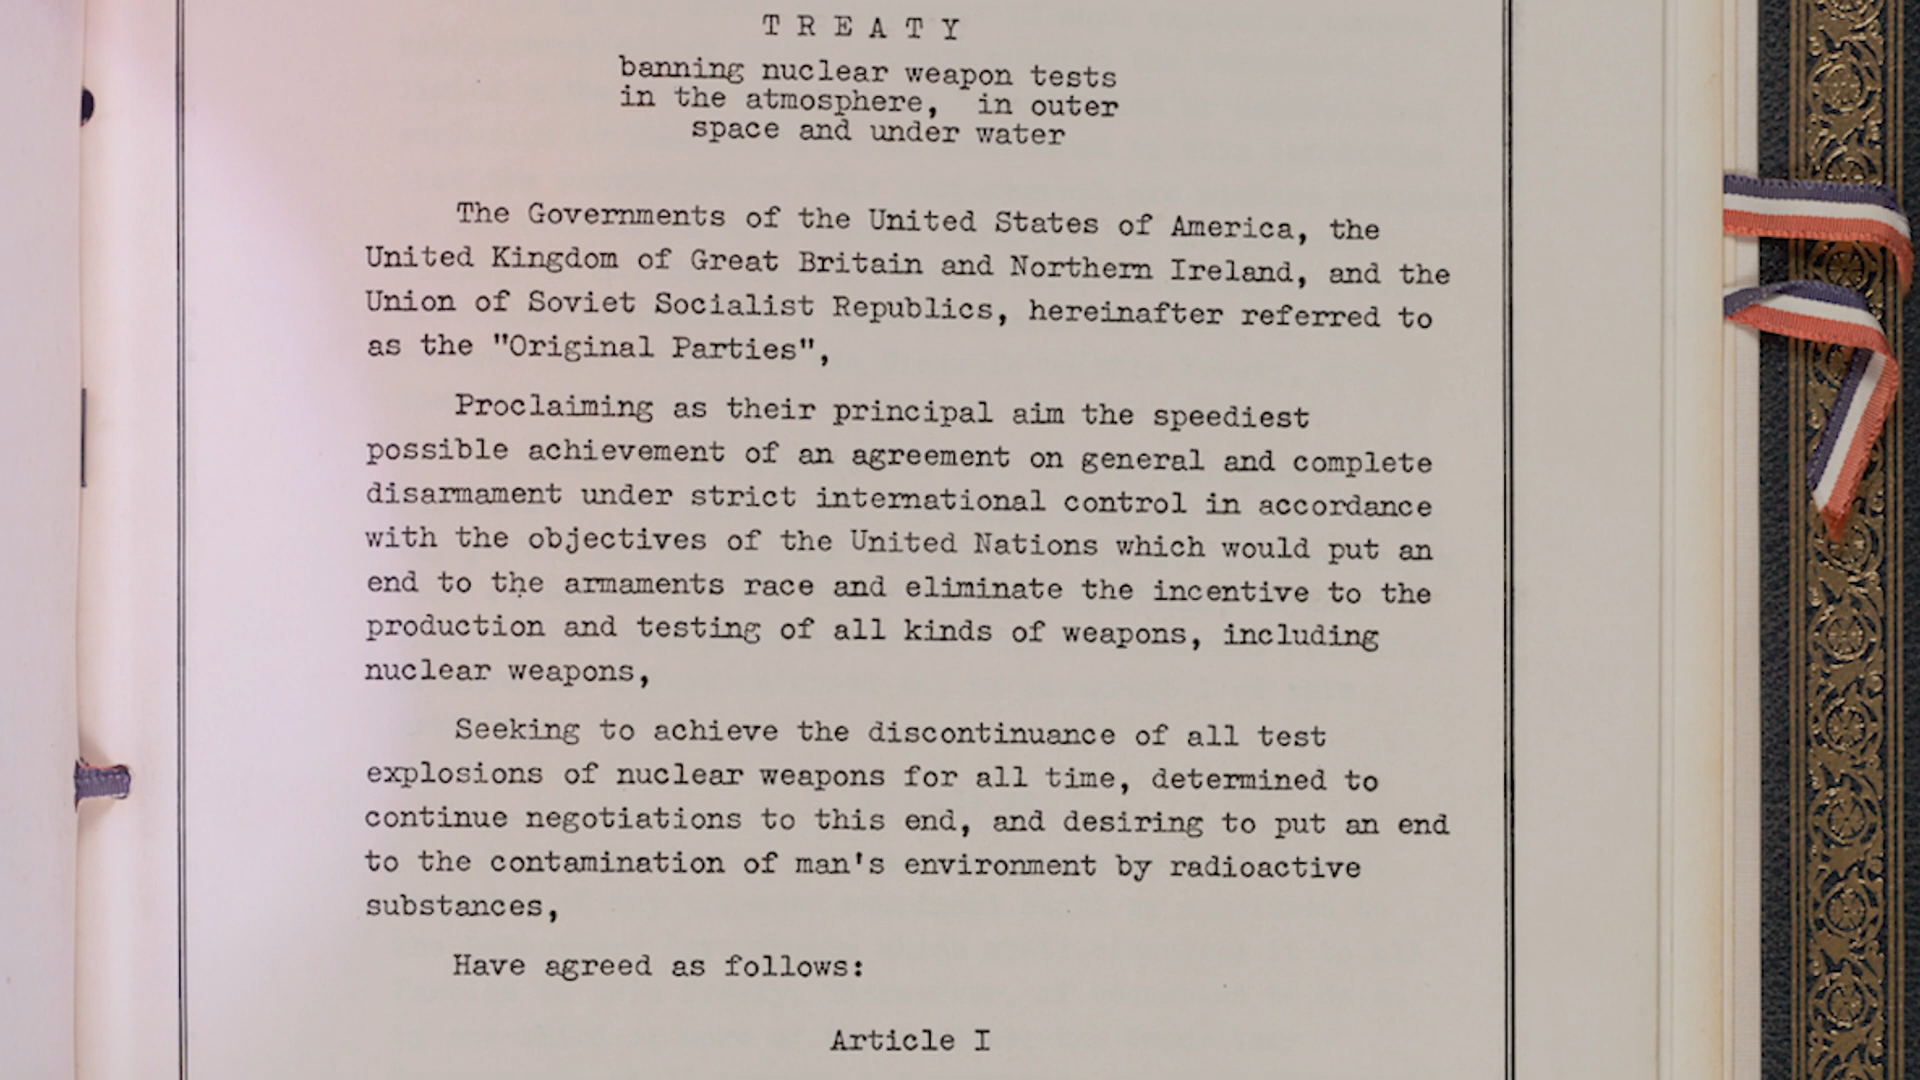 TREATY
banning nuclear weapon tests
in the atmosphere, in outer
space and under water
The Governments of the United States of America, the
United Kingdom of Great Britain and Northern Ireland, and the
Union of Soviet Socialist Republics, hereinafter referred to
as the "Original Parties",
Proclaiming as their principal aim the speediest
possible achievement of an agreement on general and complete
disarmament under strict international control in accordance
with the objectives of the United Nations which would put an
end to the armaments race and eliminate the incentive to the
production and testing of all kinds of weapons, including
nuclear weapons,
Seeking to achieve the discontinuance of all test
explosions of nuclear weapons for all time, determined to
continue negotiations to this end, and desiring to put an end
to the contamination of man's environment by radioactive
substances,
Have agreed as follows:
Article I